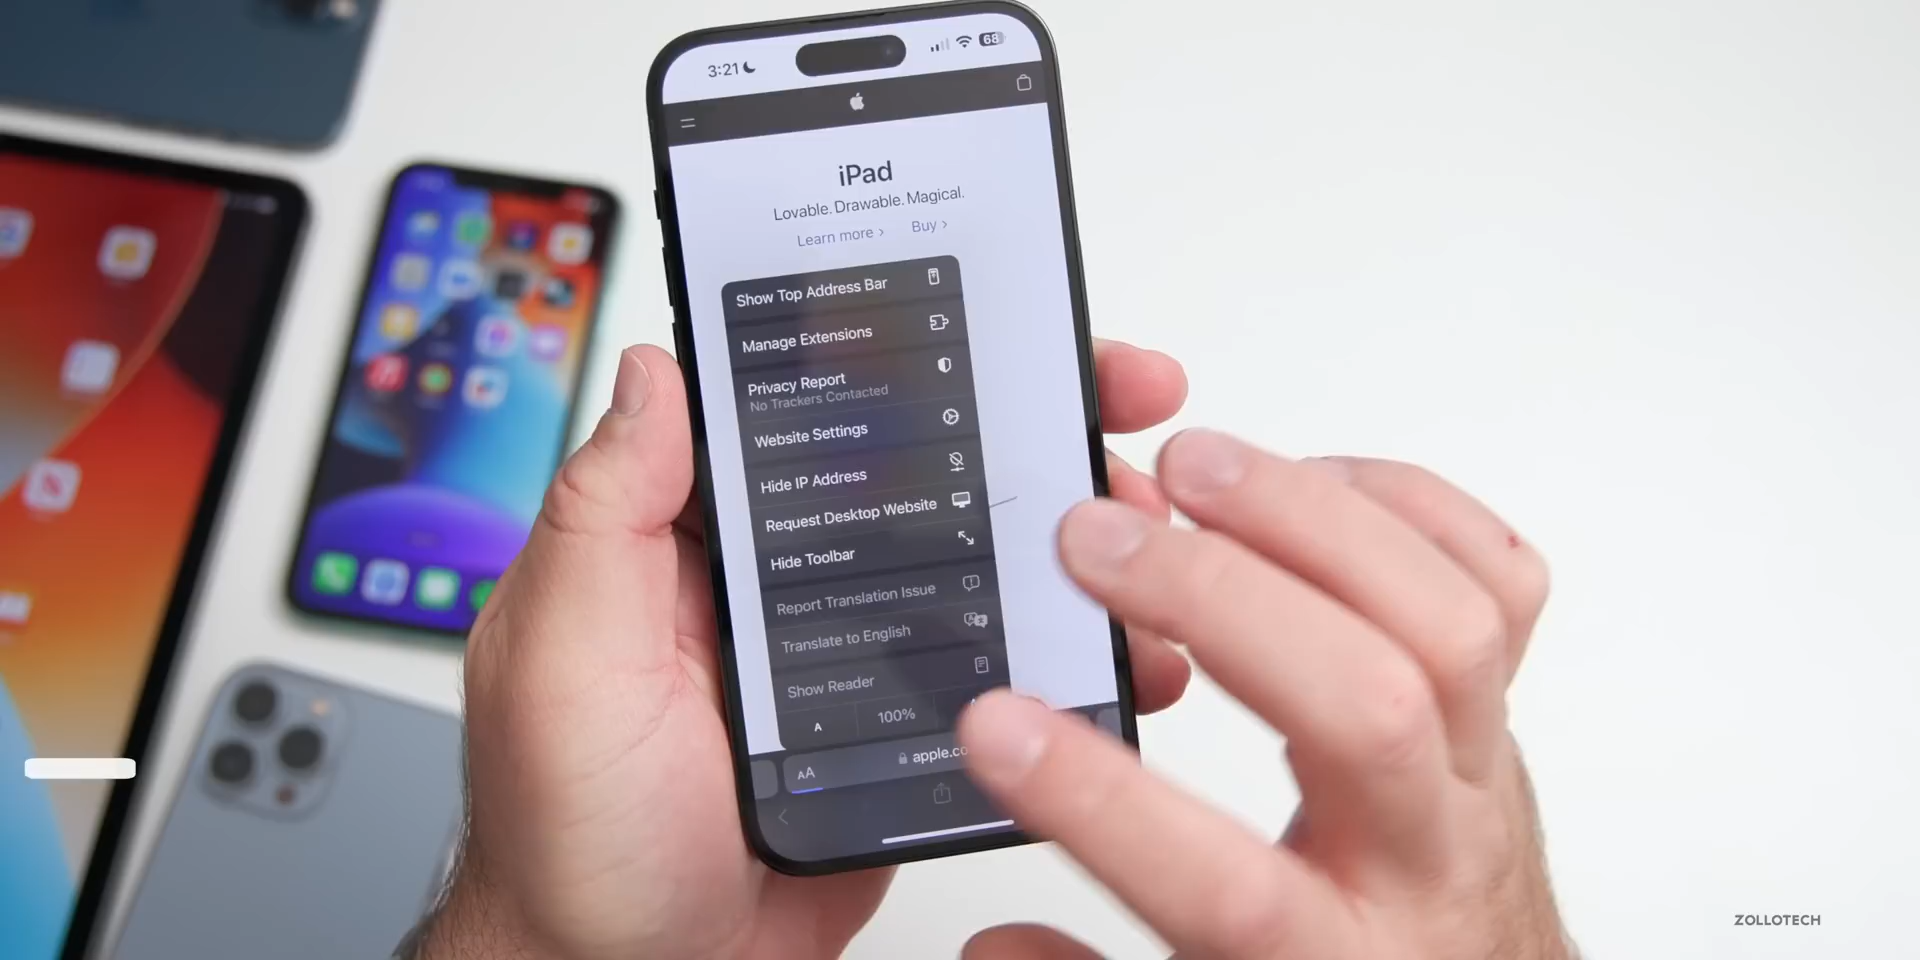 3:21
68
iPad
Lovable. Drawable. Magical.
Learn more > Buy >
Show Top Address Bar
Manage Extensions
Privacy Report
No Trackers Contacted
Website Settings
Hide IP Address
Request Desktop Website
Hide Toolbar
Report Translation Issue
Translate to English
Show Reader
A 100%
AA apple.co
ZOLLOTECH